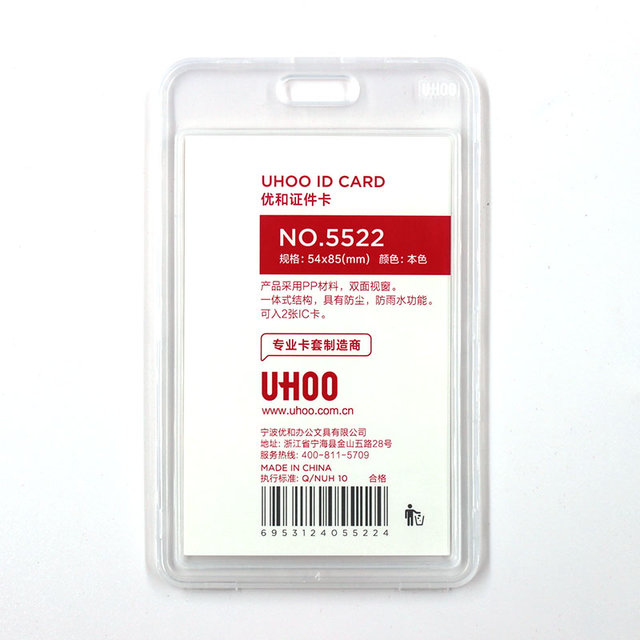 UHOO
UHOO ID CARD
优和证件卡
NO.5522
规格: 54x85(mm) 颜色: 本色
产品采用PP材料，双面视窗。
一体式结构，具有防尘，防雨水功能。
可入2张IC卡。
专业卡套制造商
UHOO
www.uhoo.com.cn
宁波优和办公文具有限公司
地址: 浙江省宁海县金山五路28号
服务热线: 400-811-5709
MADE IN CHINA
执行标准: Q/NUH 10 合格
6953124055224